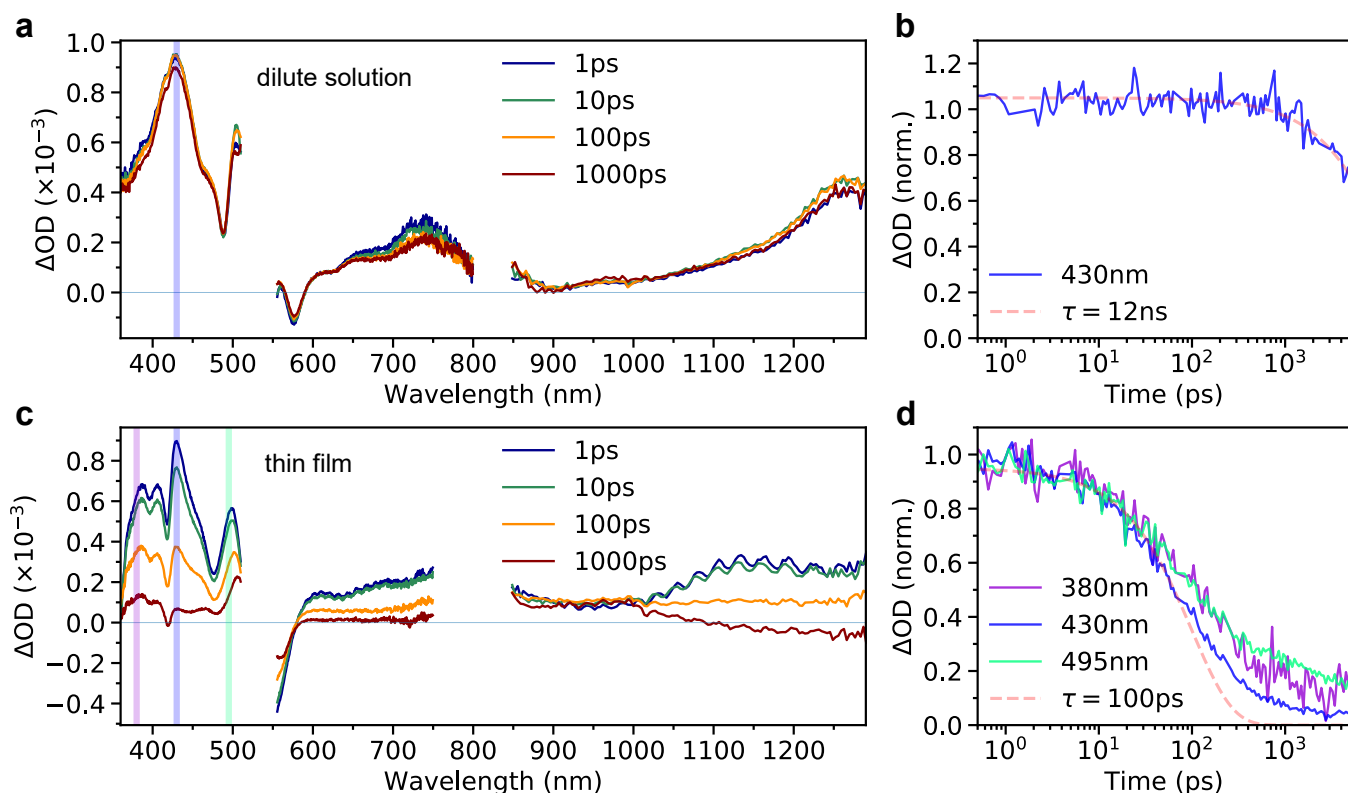 a
ΔOD (×10⁻³)
1.0
0.8
0.6
0.4
0.2
0.0
dilute solution
1ps
10ps
100ps
1000ps
400 500 600 700 800 900 1000 1100 1200
Wavelength (nm)
b
ΔOD (norm.)
1.2
1.0
0.8
0.6
0.4
0.2
0.0
430nm
τ = 12ns
10⁰ 10¹ 10² 10³
Time (ps)
c
ΔOD (×10⁻³)
0.8
0.6
0.4
0.2
0.0
−0.2
−0.4
thin film
1ps
10ps
100ps
1000ps
400 500 600 700 800 900 1000 1100 1200
Wavelength (nm)
d
ΔOD (norm.)
1.0
0.8
0.6
0.4
0.2
0.0
380nm
430nm
495nm
τ = 100ps
10⁰ 10¹ 10² 10³
Time (ps)